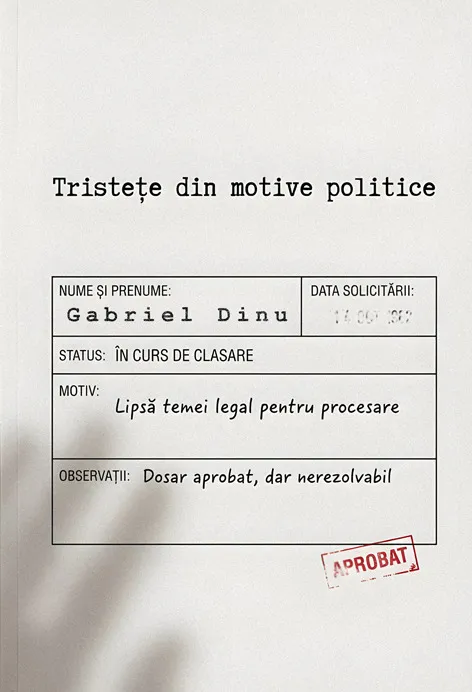 Tristețe din motive politice
NUME ȘI PRENUME:
Gabriel Dinu
DATA SOLICITĂRII:
STATUS: ÎN CURS DE CLASARE
MOTIV:
Lipsă temei legal pentru procesare
OBSERVAȚII: Dosar aprobat, dar nerezolvabil
APROBAT